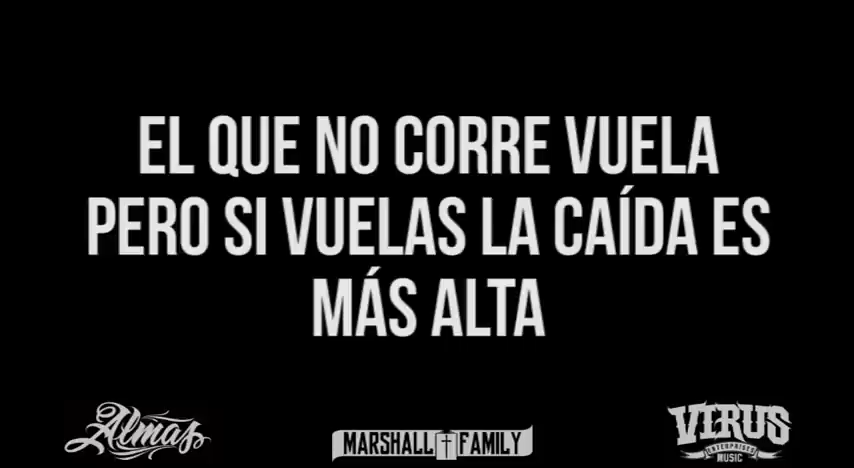 EL QUE NO CORRE VUELA
PERO SI VUELAS LA CAÍDA ES
MÁS ALTA
Almas
MARSHALL FAMILY
VIRUS
ENTERPRISES
MUSIC